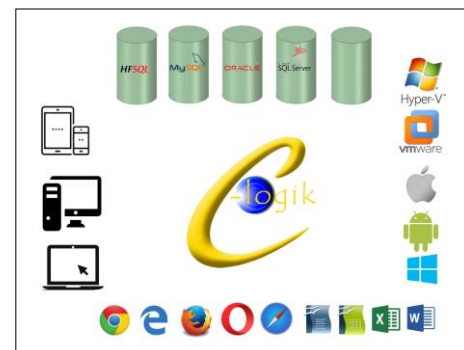 HFSQL
MySQL
ORACLE
SQL Server
Hyper-V
vmware
C-logik